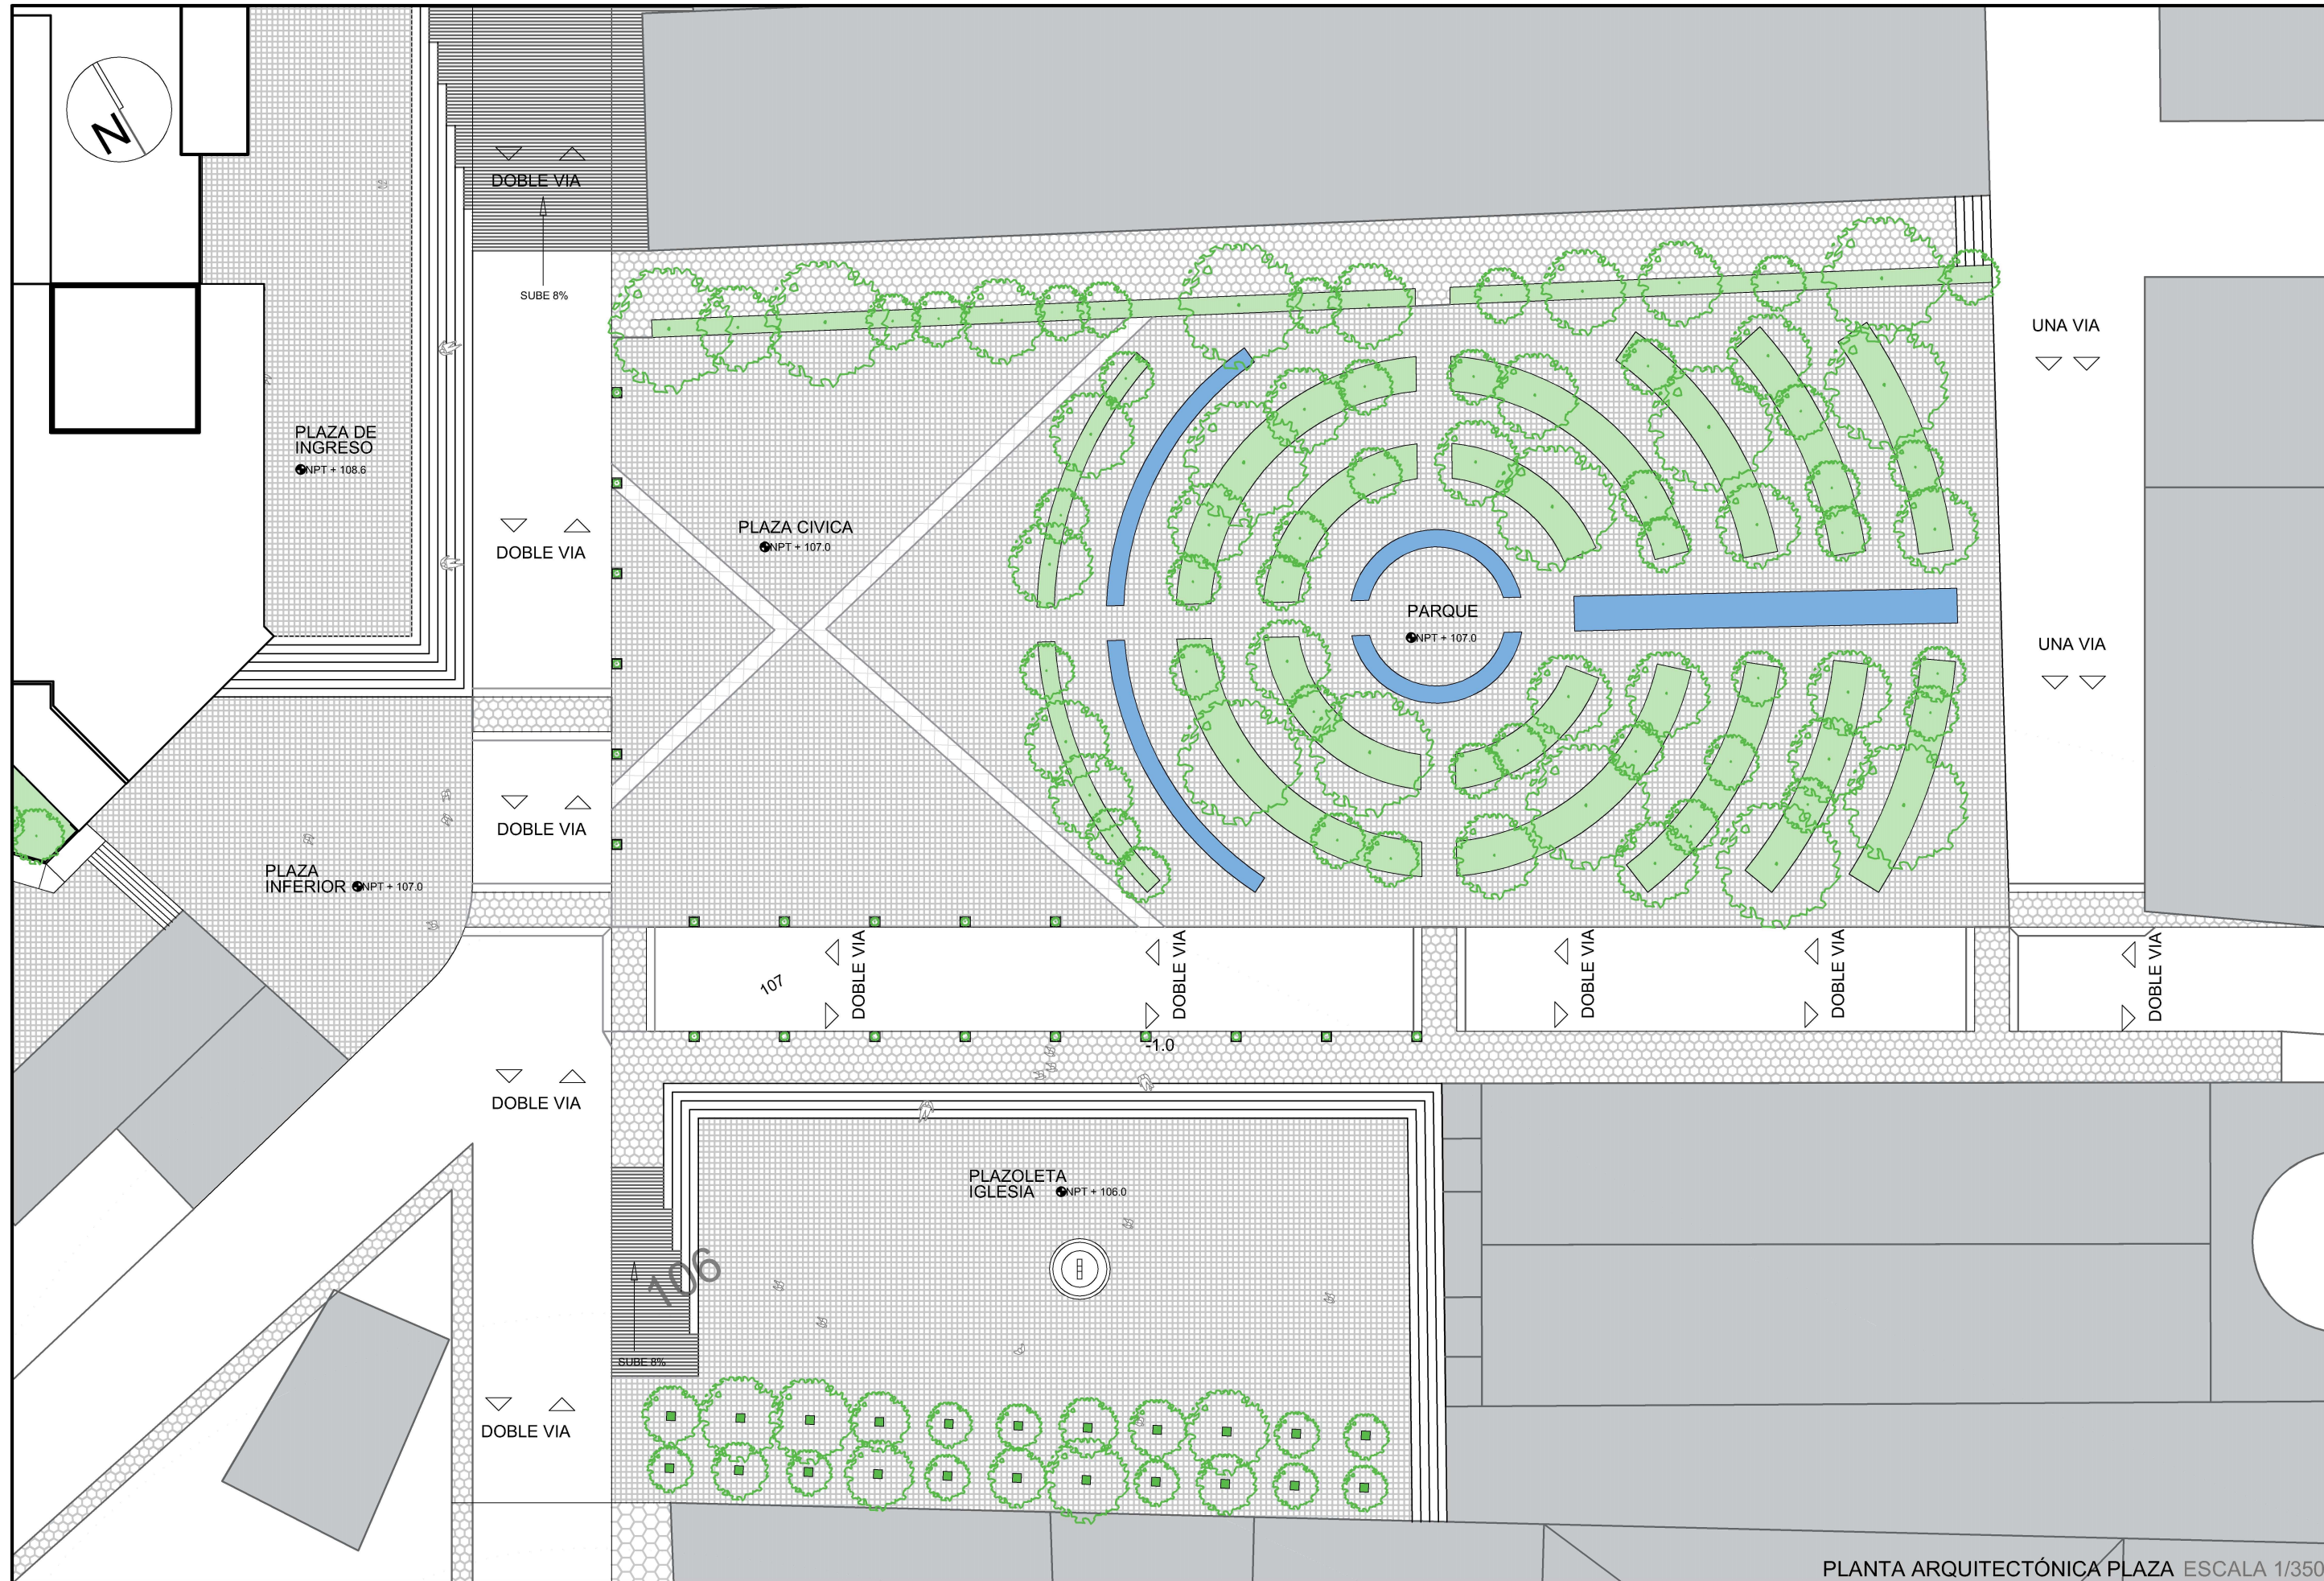 N
DOBLE VIA
SUBE 8%
UNA VIA
PLAZA DE
INGRESO
NPT + 108.6
PLAZA CIVICA
NPT + 107.0
DOBLE VIA
PARQUE
NPT + 107.0
UNA VIA
DOBLE VIA
PLAZA
INFERIOR NPT + 107.0
107
DOBLE VIA
DOBLE VIA
DOBLE VIA
DOBLE VIA
DOBLE VIA
-1.0
DOBLE VIA
PLAZOLETA
IGLESIA NPT + 106.0
106
SUBE 8%
DOBLE VIA
PLANTA ARQUITECTÓNICA PLAZA ESCALA 1/350